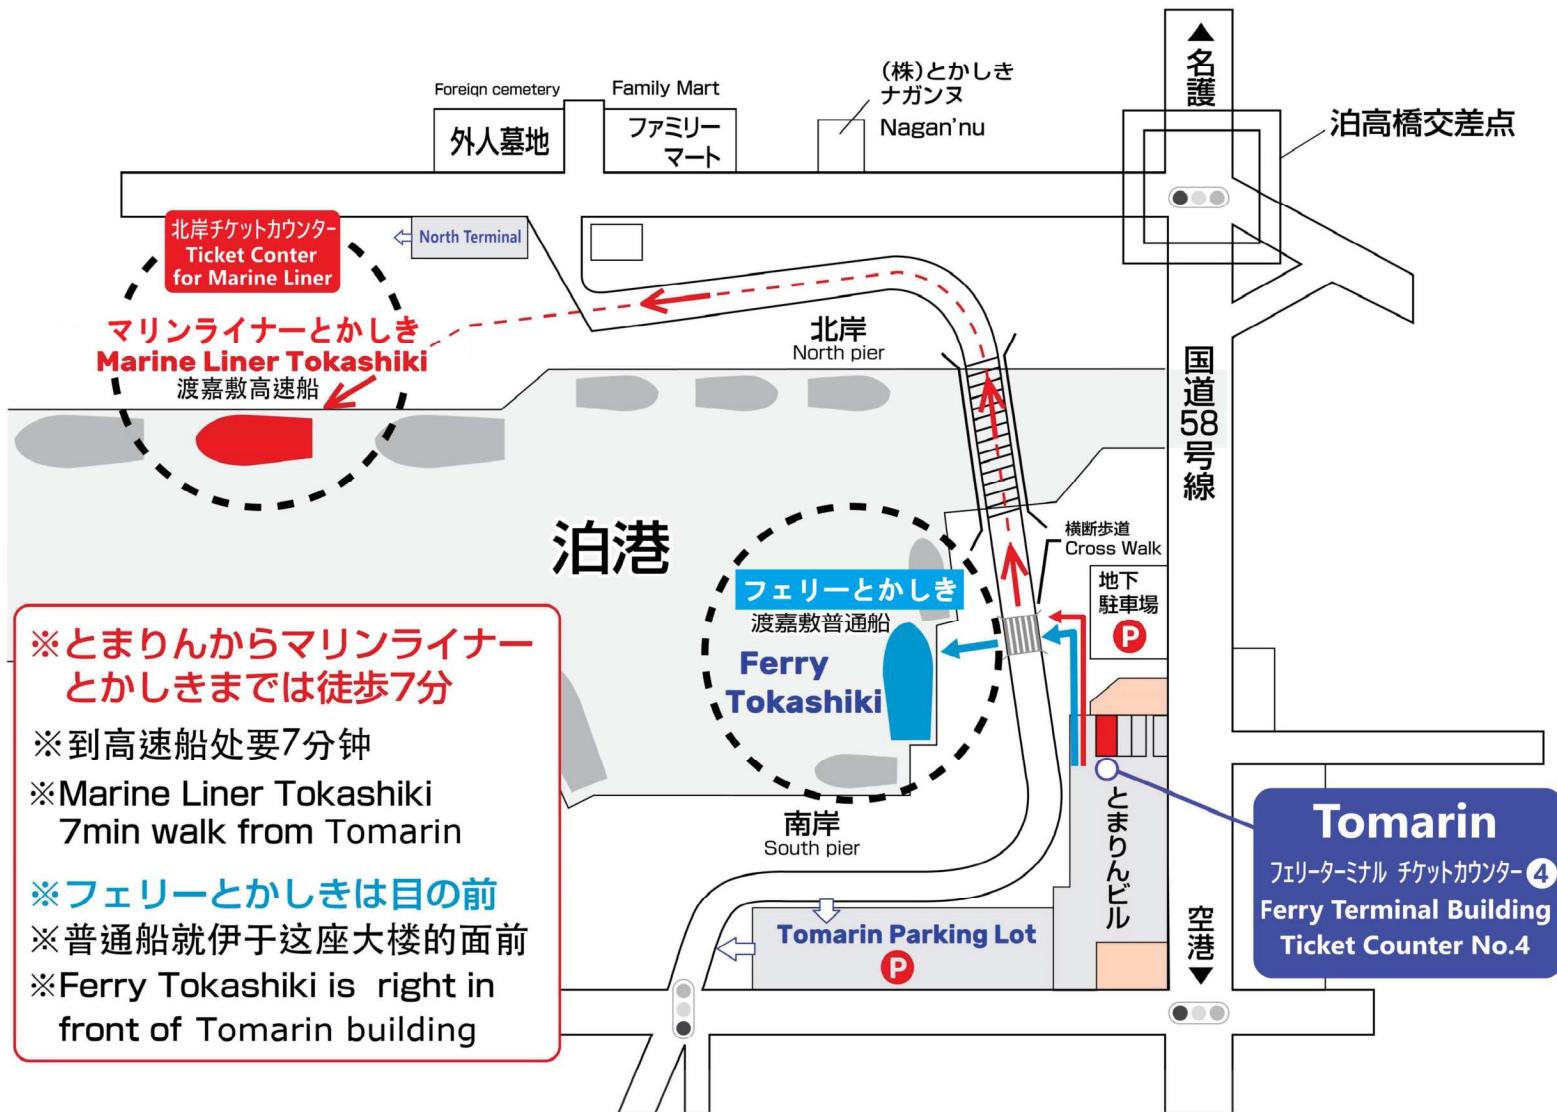 ▲
名護
泊高橋交差点
(株)とかしき
ナガンヌ
Nagan'nu
Foreign cemetery
外人墓地
Family Mart
ファミリー
マート
北岸チケットカウンター
Ticket Conter
for Marine Liner
North Terminal
マリンライナーとかしき
Marine Liner Tokashiki
渡嘉敷高速船
北岸
North pier
国道58号線
泊港
横断歩道
Cross Walk
地下
駐車場
P
フェリーとかしき
渡嘉敷普通船
Ferry
Tokashiki
※とまりんからマリンライナー
とかしきまでは徒歩7分
※到高速船处要7分钟
※Marine Liner Tokashiki
7min walk from Tomarin
※フェリーとかしきは目の前
※普通船就伊于这座大楼的面前
※Ferry Tokashiki is right in
front of Tomarin building
南岸
South pier
とまりんビル
Tomarin
フェリーターミナル チケットカウンター4
Ferry Terminal Building
Ticket Counter No.4
Tomarin Parking Lot
P
空港
▼